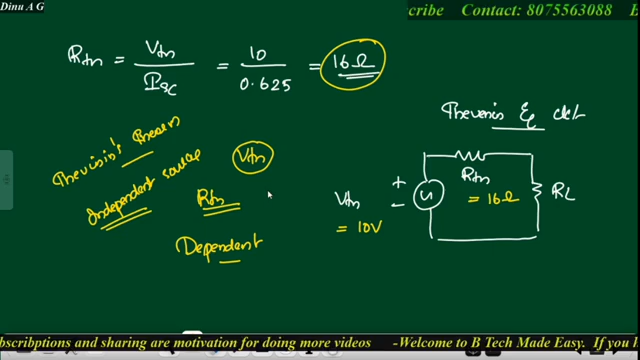 Dinu A G
cribe Contact: 8075563088 E
Rth = Vth / Isc = 10 / 0.625 = 16Ω
Thevenin's Theorem
Independent source
Vth
Rth
Dependent
Thevenin's Eq ckt
Rth
= 16Ω
RL
+
-
Vth
= 10V
ubscribptions and sharing are motivation for doing more videos -Welcome to B Tech Made Easy. If you